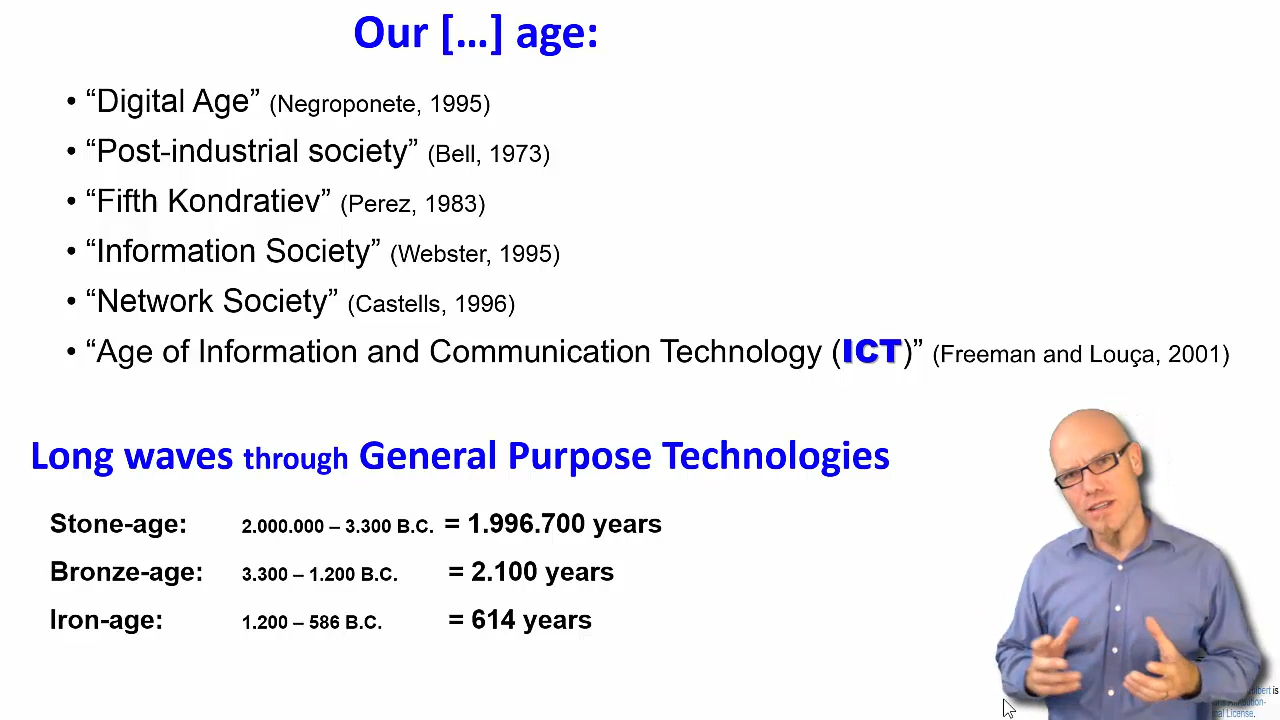 Our […] age:
• “Digital Age” (Negroponete, 1995)
• “Post-industrial society” (Bell, 1973)
• “Fifth Kondratiev” (Perez, 1983)
• “Information Society” (Webster, 1995)
• “Network Society” (Castells, 1996)
• “Age of Information and Communication Technology (ICT)” (Freeman and Louça, 2001)
Long waves through General Purpose Technologies
Stone-age: 2.000.000 – 3.300 B.C. = 1.996.700 years
Bronze-age: 3.300 – 1.200 B.C. = 2.100 years
Iron-age: 1.200 – 586 B.C. = 614 years
is
License.